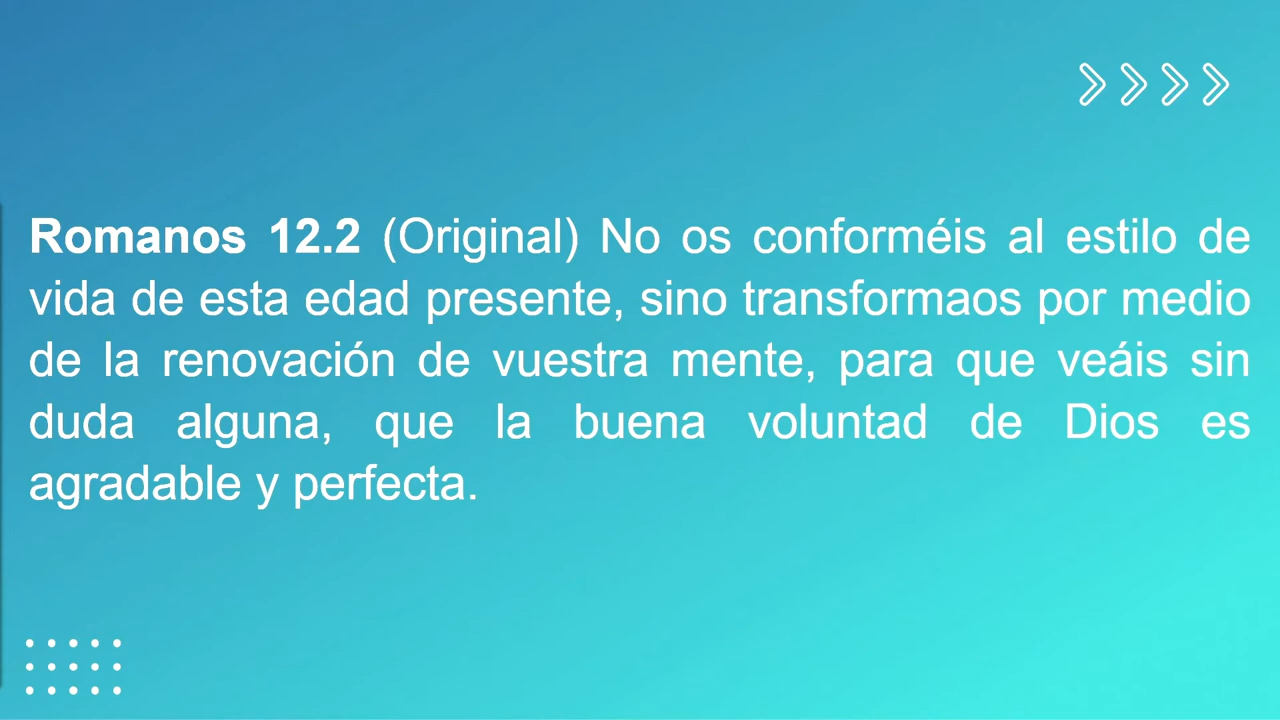 Romanos 12.2 (Original) No os conforméis al estilo de
vida de esta edad presente, sino transformaos por medio
de la renovación de vuestra mente, para que veáis sin
duda alguna, que la buena voluntad de Dios es
agradable y perfecta.